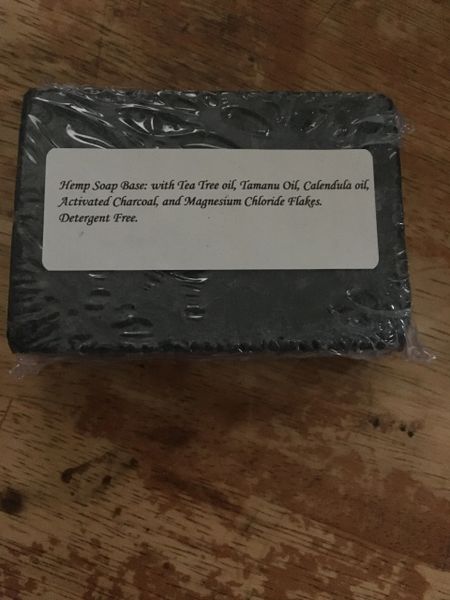 Hemp Soap Base: with Tea Tree oil, Tamanu Oil, Calendula oil,
Activated Charcoal, and Magnesium Chloride Flakes.
Detergent Free.